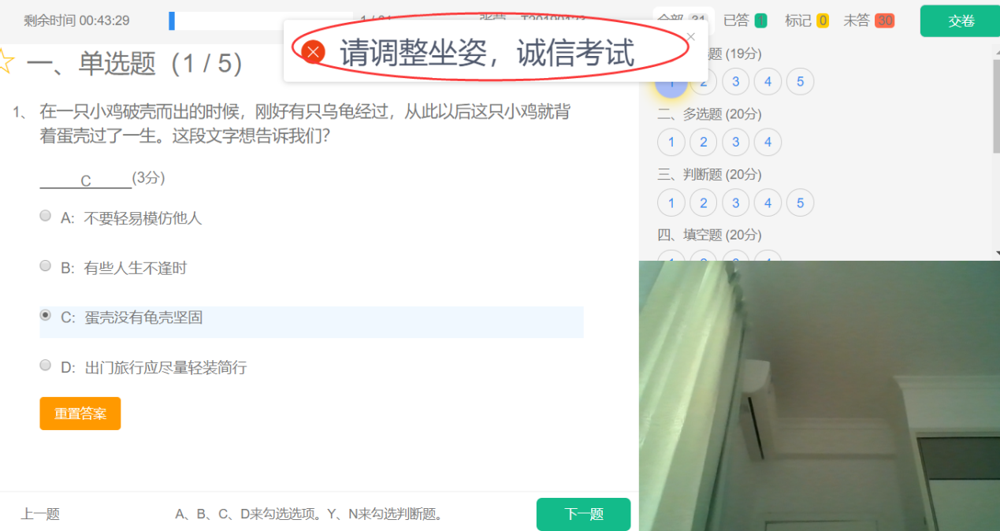 剩余时间 00:43:29
全部 31 已答 1 标记 0 未答 30
交卷
请调整坐姿，诚信考试
一、单选题（1 / 5）
1、 在一只小鸡破壳而出的时候，刚好有只乌龟经过，从此以后这只小鸡就背
着蛋壳过了一生。这段文字想告诉我们?
C (3分)
A: 不要轻易模仿他人
B: 有些人生不逢时
C: 蛋壳没有龟壳坚固
D: 出门旅行应尽量轻装简行
重置答案
上一题
A、B、C、D来勾选选项。Y、N来勾选判断题。
下一题
题 (19分)
1 2 3 4 5
二、多选题 (20分)
1 2 3 4
三、判断题 (20分)
1 2 3 4 5
四、填空题 (20分)
1 2 3 4